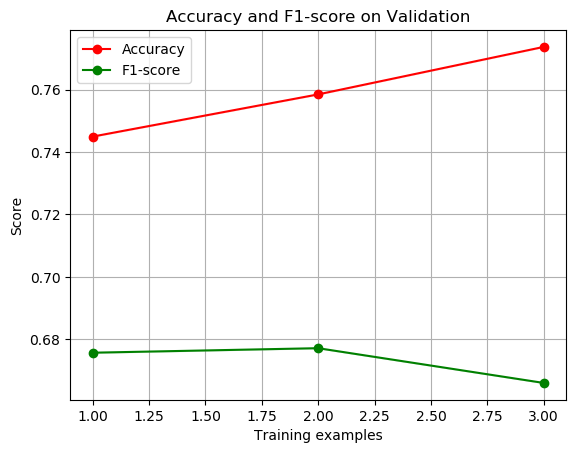 Accuracy and F1-score on Validation
Accuracy
F1-score
0.76
0.74
0.72
0.70
0.68
Score
1.00 1.25 1.50 1.75 2.00 2.25 2.50 2.75 3.00
Training examples